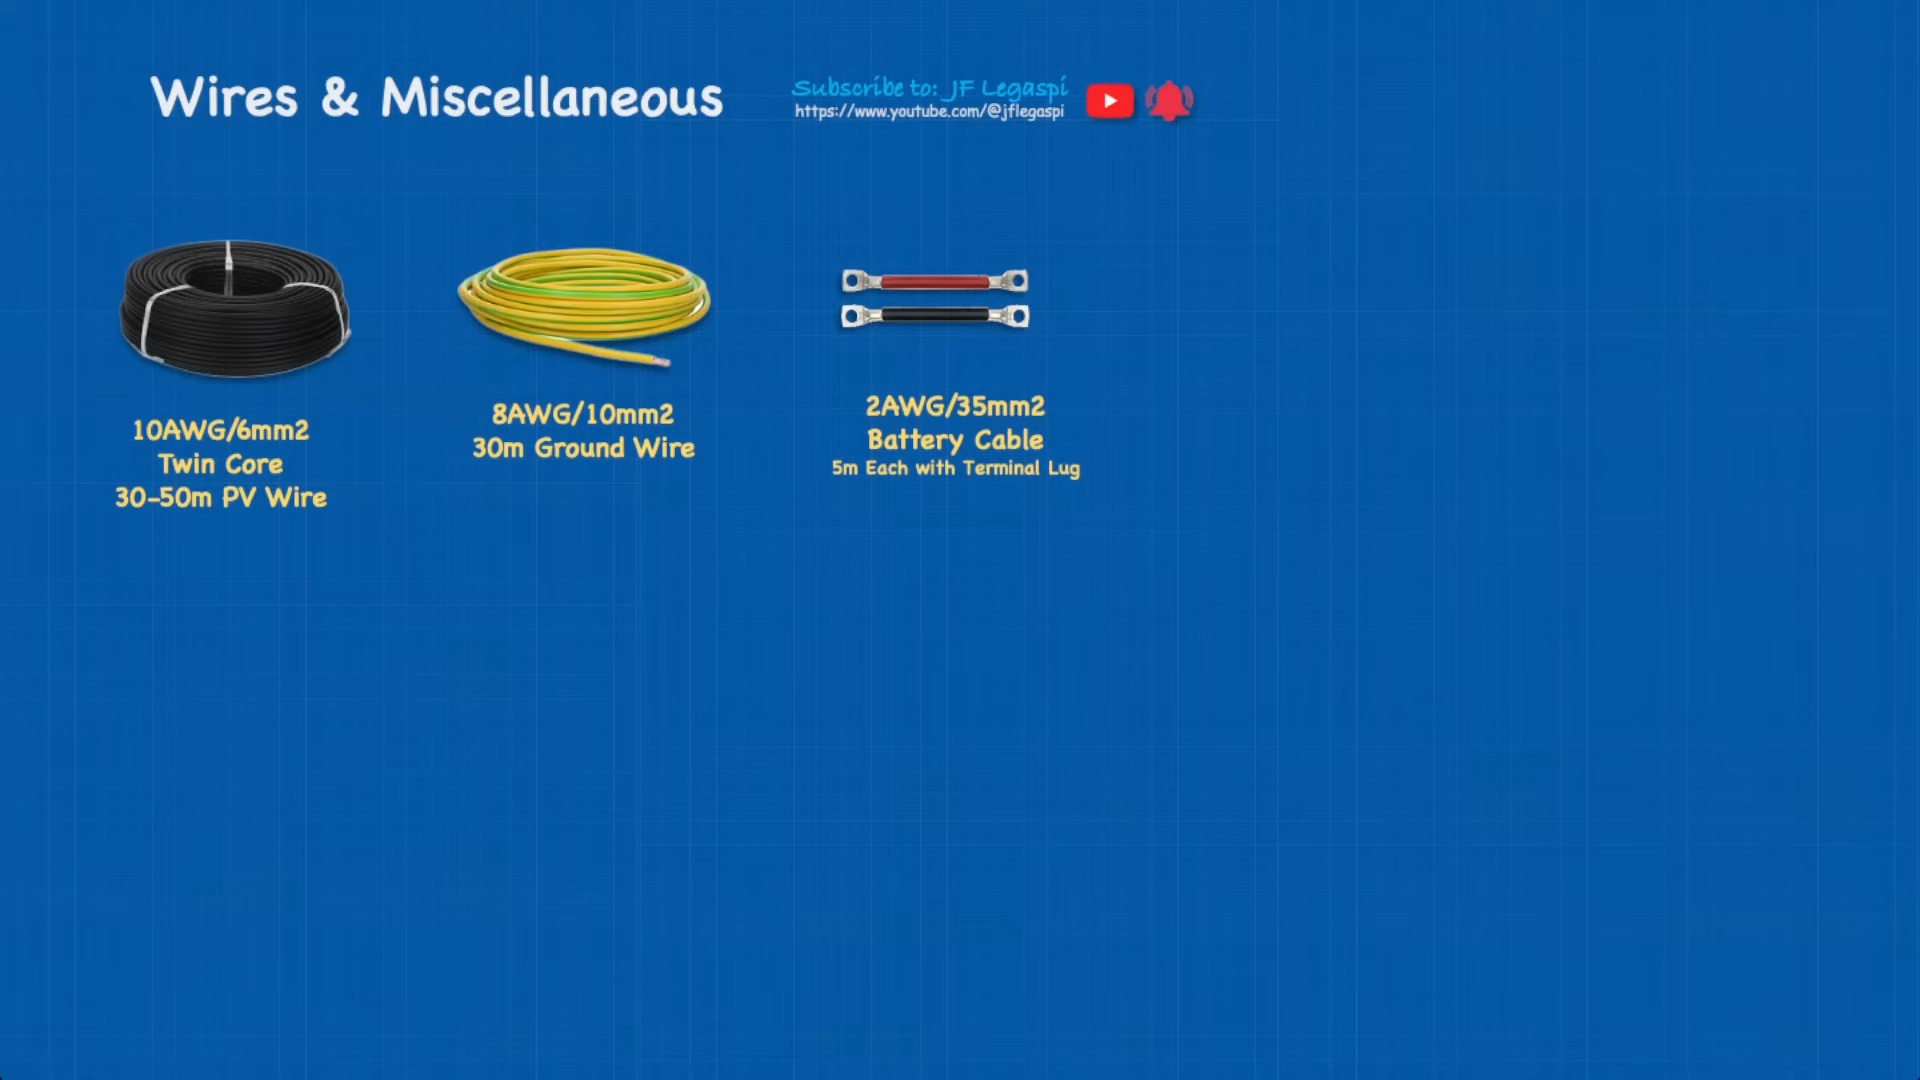 Wires & Miscellaneous
Subscribe to: JF Legaspi
https://www.youtube.com/@jflegaspi
10AWG/6mm2
Twin Core
30-50m PV Wire
8AWG/10mm2
30m Ground Wire
2AWG/35mm2
Battery Cable
5m Each with Terminal Lug